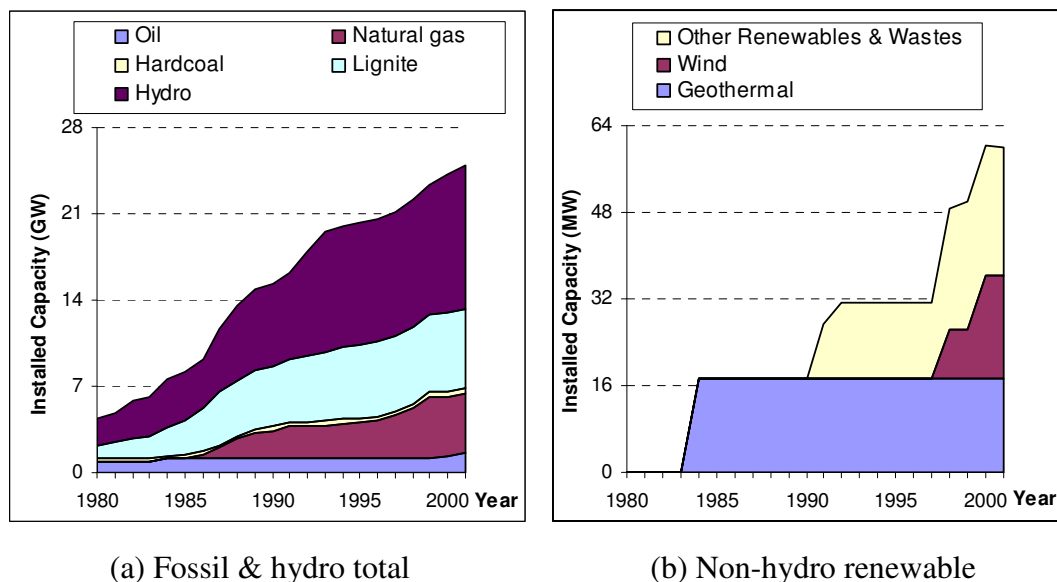 Oil Natural gas
Hardcoal Lignite
Hydro
28
21
14
7
0
Installed Capacity (GW)
1980 1985 1990 1995 2000 Year
(a) Fossil & hydro total
Other Renewables & Wastes
Wind
Geothermal
64
48
32
16
0
Installed Capacity (MW)
1980 1985 1990 1995 2000 Year
(b) Non-hydro renewable